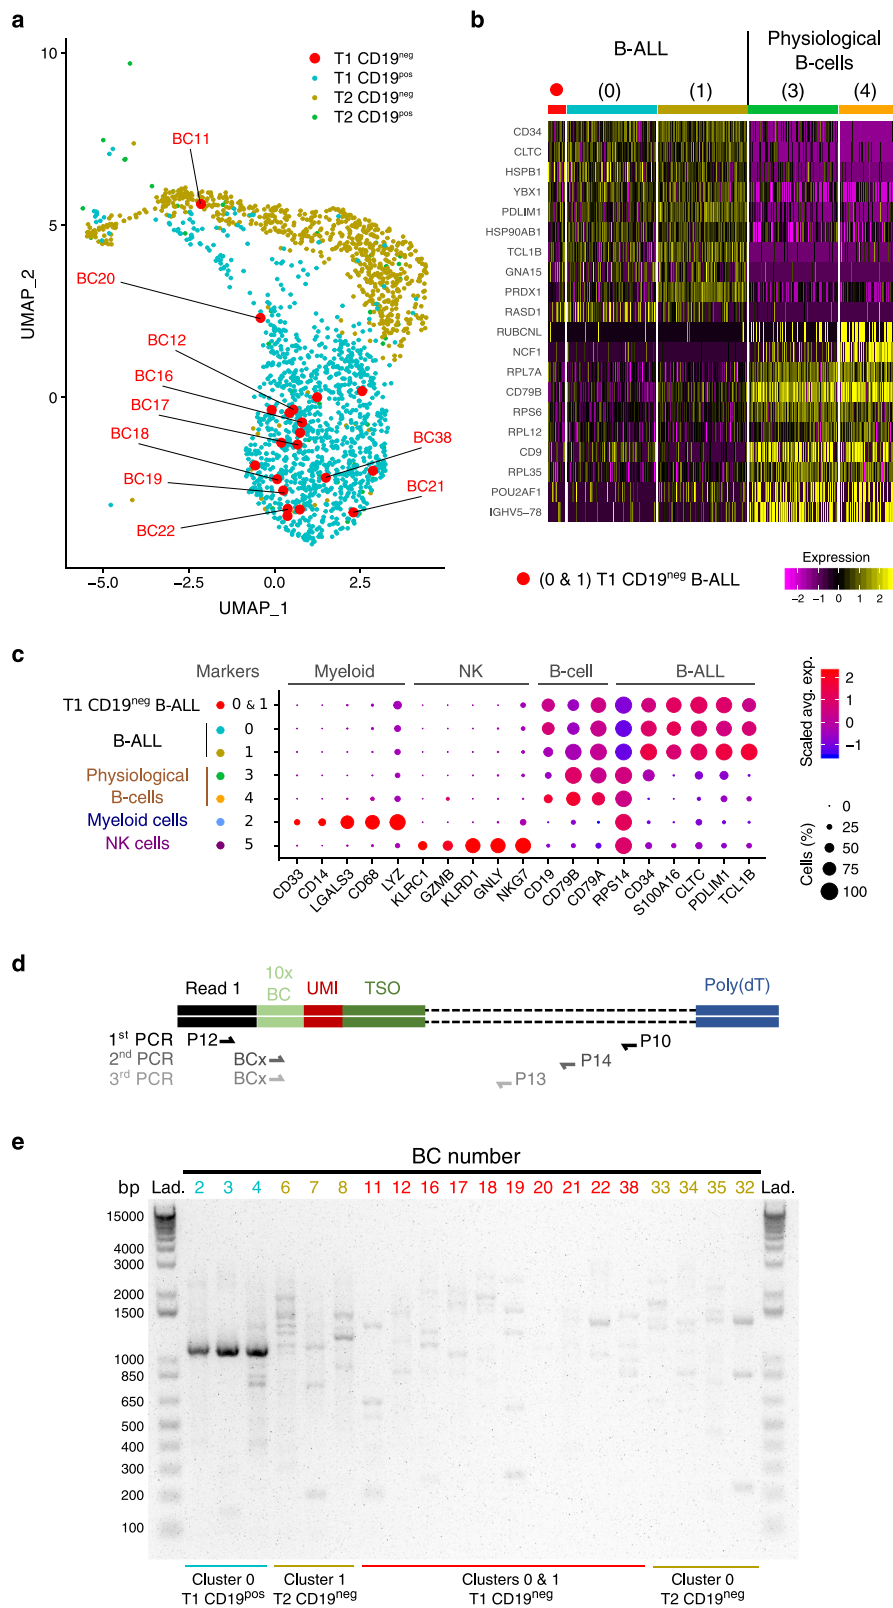 a
T1 CD19neg
T1 CD19pos
T2 CD19neg
T2 CD19pos
10
5
0
UMAP_2
BC11
BC20
BC12
BC16
BC17
BC18
BC19
BC22
BC38
BC21
−5.0
−2.5
0.0
2.5
UMAP_1
b
B-ALL
Physiological
B-cells
(0)
(1)
(3)
(4)
CD34
CLTC
HSPB1
YBX1
PDLIM1
HSP90AB1
TCL1B
GNA15
PRDX1
RASD1
RUBCNL
NCF1
RPL7A
CD79B
RPS6
RPL12
CD9
RPL35
POU2AF1
IGHV5−78
(0 & 1) T1 CD19neg B-ALL
Expression
−2 −1 0 1 2
c
Markers
Myeloid
NK
B-cell
B-ALL
T1 CD19neg B-ALL 0 & 1
B-ALL
0
1
Physiological
B-cells
3
4
Myeloid cells 2
NK cells 5
CD33
CD14
LGALS3
CD68
LYZ
KLRC1
GZMB
KLRD1
GNLY
NKG7
CD19
CD79B
CD79A
RPS14
CD34
S100A16
CLTC
PDLIM1
TCL1B
Scaled avg. exp.
2
1
0
−1
Cells (%)
0
25
50
75
100
d
Read 1
10x
BC
UMI
TSO
Poly(dT)
1st PCR P12 P10
2nd PCR BCx P14
3rd PCR BCx P13
e
BC number
bp Lad. 2 3 4 6 7 8 11 12 16 17 18 19 20 21 22 38 33 34 35 32 Lad.
15000
4000
3000
2000
1500
1000
850
650
500
400
300
200
100
Cluster 0
T1 CD19pos
Cluster 1
T2 CD19neg
Clusters 0 & 1
T1 CD19neg
Cluster 0
T2 CD19neg